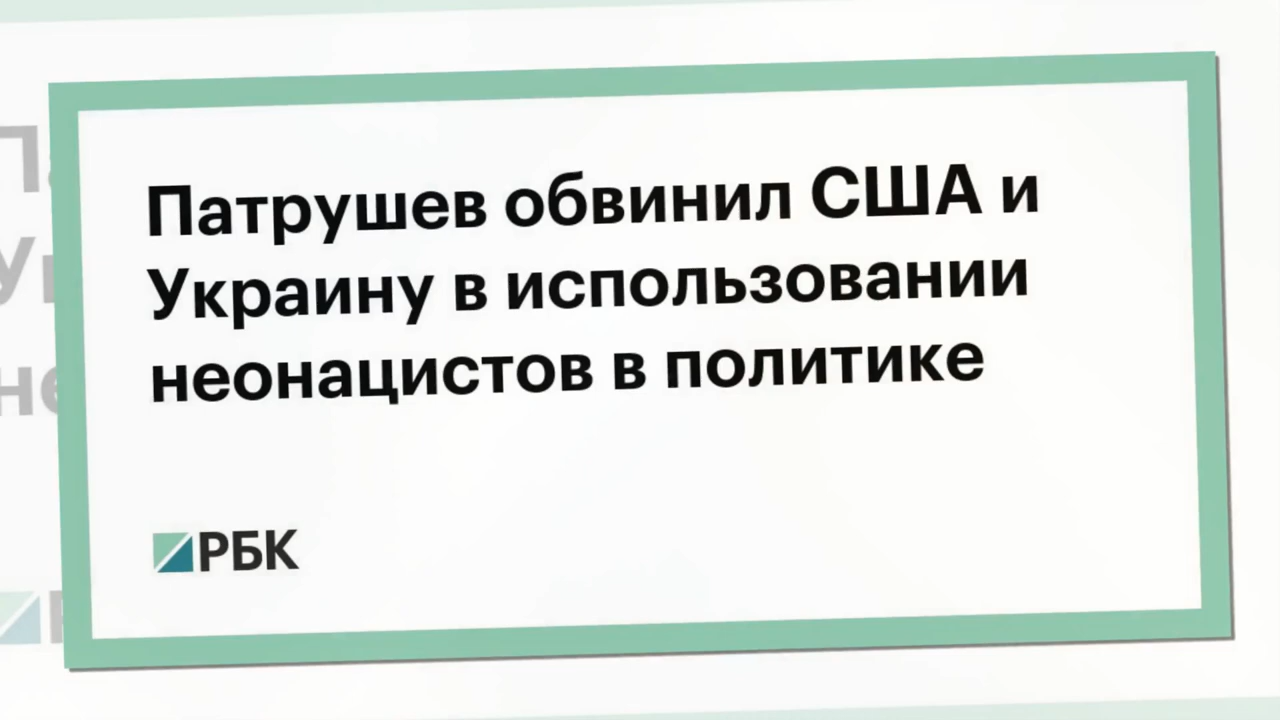 Патрушев обвинил США и
Украину в использовании
неонацистов в политике
РБК